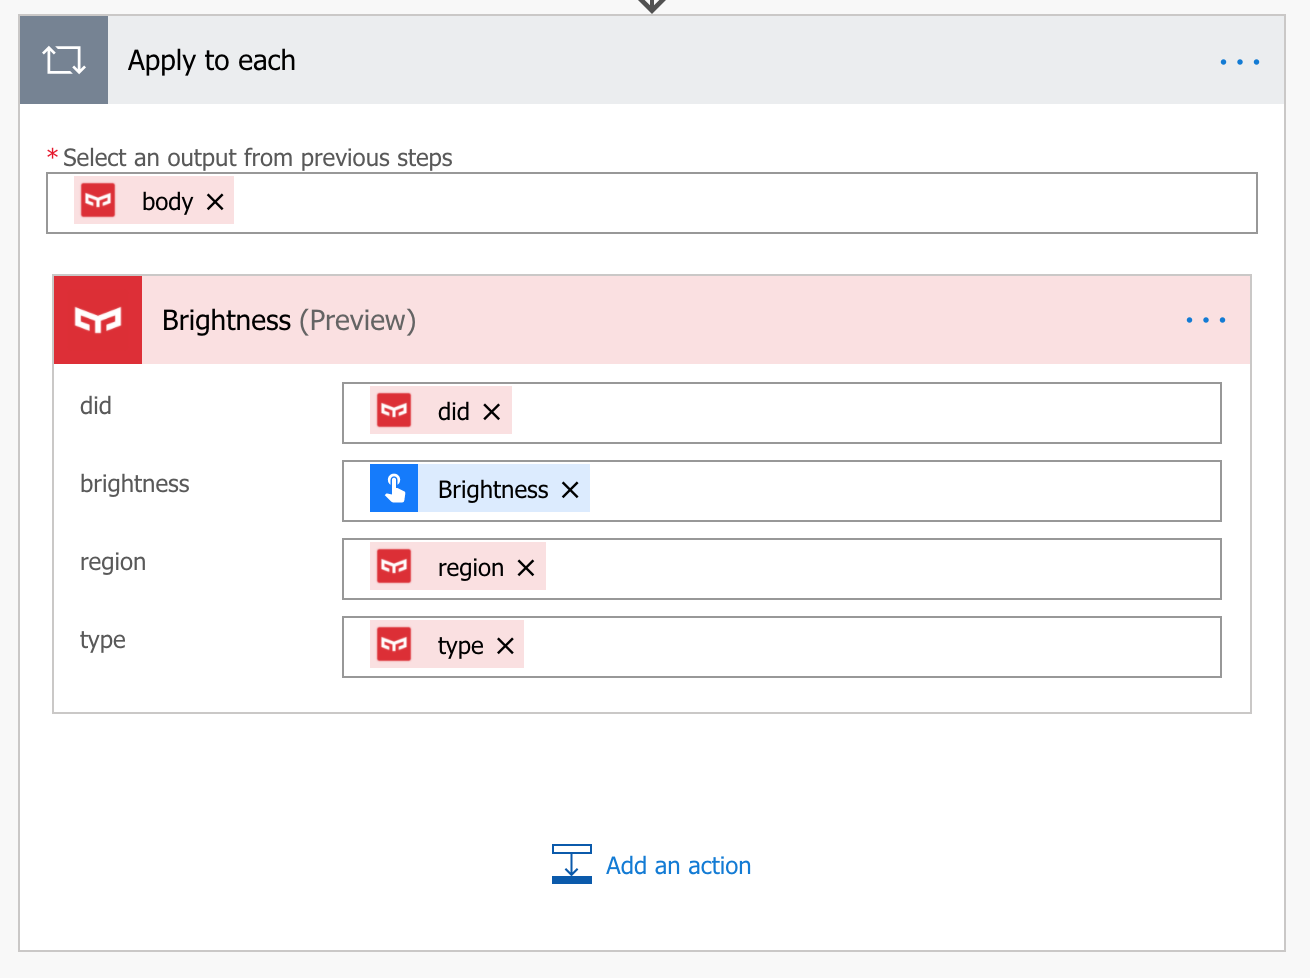 Apply to each
* Select an output from previous steps
body
Brightness (Preview)
did
did
brightness
Brightness
region
region
type
type
Add an action